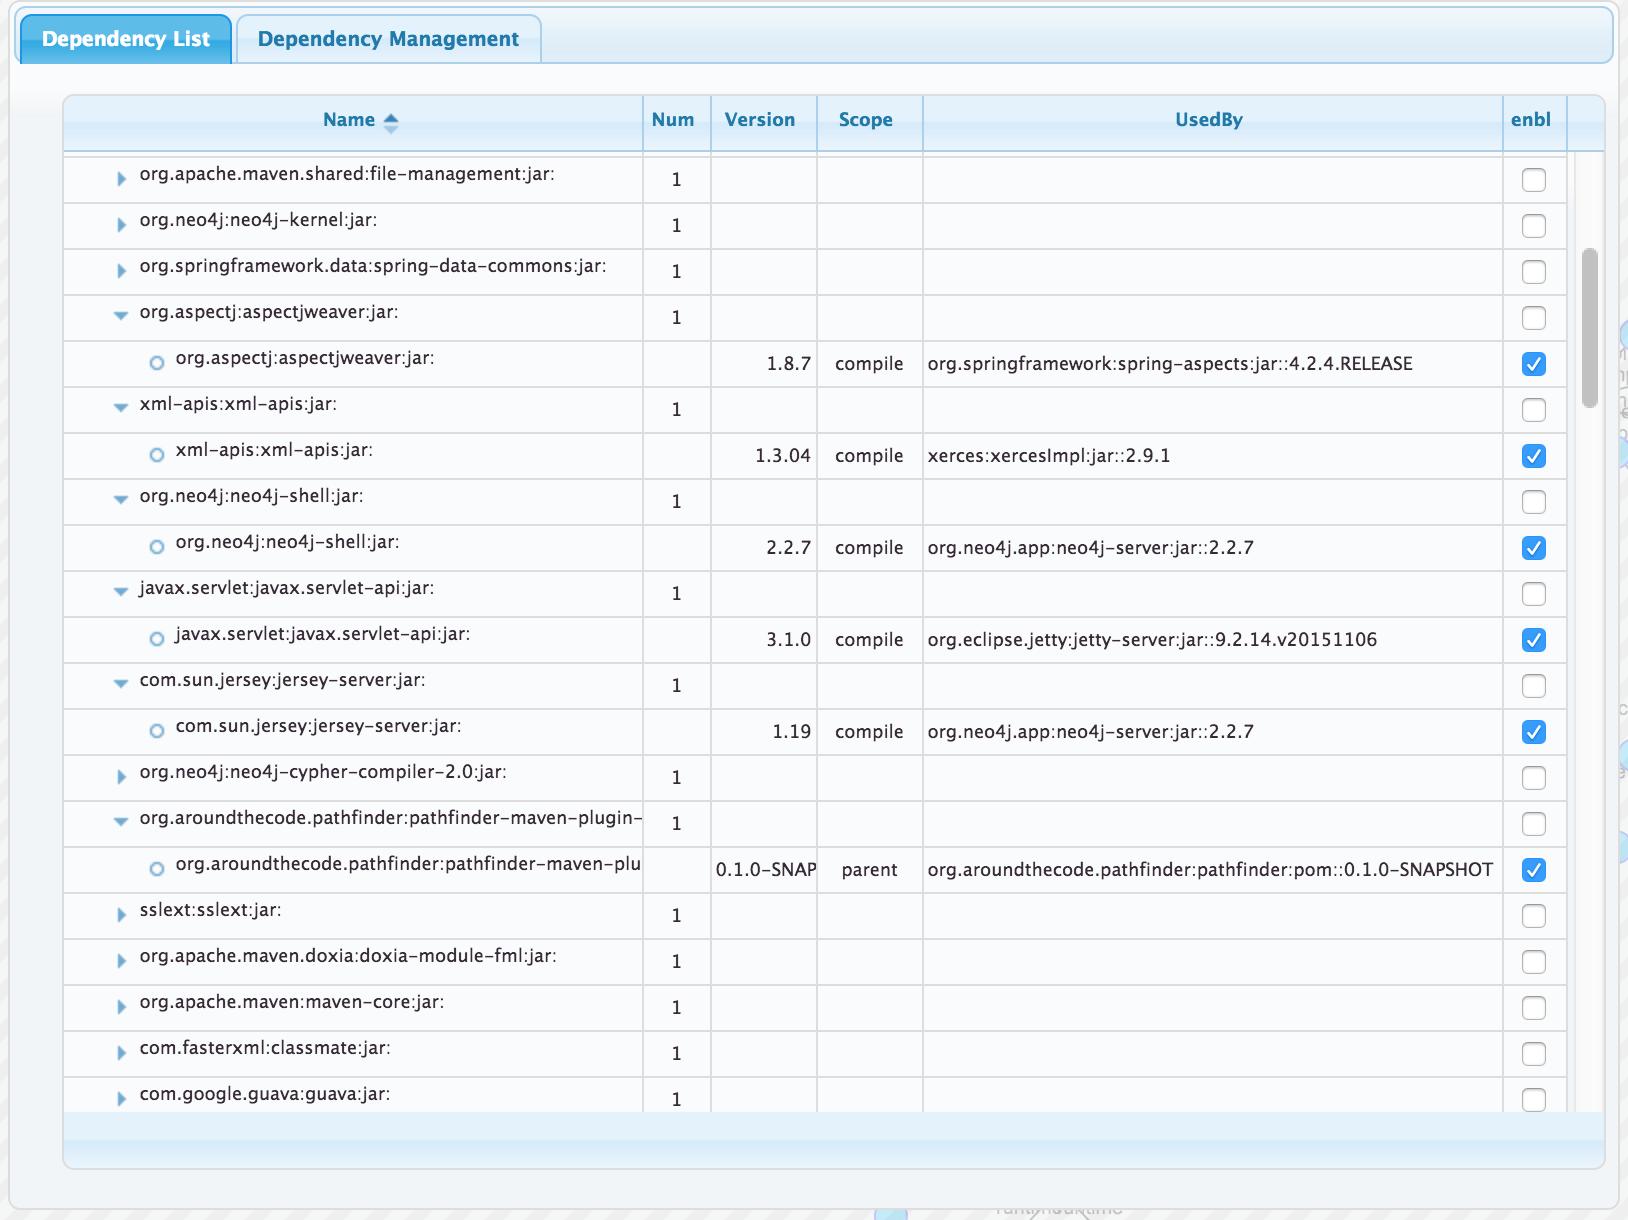 Dependency List Dependency Management
Name Num Version Scope UsedBy enbl
org.apache.maven.shared:file-management:jar: 1
org.neo4j:neo4j-kernel:jar: 1
org.springframework.data:spring-data-commons:jar: 1
org.aspectj:aspectjweaver:jar: 1
org.aspectj:aspectjweaver:jar: 1.8.7 compile org.springframework:spring-aspects:jar::4.2.4.RELEASE
xml-apis:xml-apis:jar: 1
xml-apis:xml-apis:jar: 1.3.04 compile xerces:xercesImpl:jar::2.9.1
org.neo4j:neo4j-shell:jar: 1
org.neo4j:neo4j-shell:jar: 2.2.7 compile org.neo4j.app:neo4j-server:jar::2.2.7
javax.servlet:javax.servlet-api:jar: 1
javax.servlet:javax.servlet-api:jar: 3.1.0 compile org.eclipse.jetty:jetty-server:jar::9.2.14.v20151106
com.sun.jersey:jersey-server:jar: 1
com.sun.jersey:jersey-server:jar: 1.19 compile org.neo4j.app:neo4j-server:jar::2.2.7
org.neo4j:neo4j-cypher-compiler-2.0:jar: 1
org.aroundthecode.pathfinder:pathfinder-maven-plugin- 1
org.aroundthecode.pathfinder:pathfinder-maven-plu 0.1.0-SNAP parent org.aroundthecode.pathfinder:pathfinder:pom::0.1.0-SNAPSHOT
sslext:sslext:jar: 1
org.apache.maven.doxia:doxia-module-fml:jar: 1
org.apache.maven:maven-core:jar: 1
com.fasterxml:classmate:jar: 1
com.google.guava:guava:jar: 1